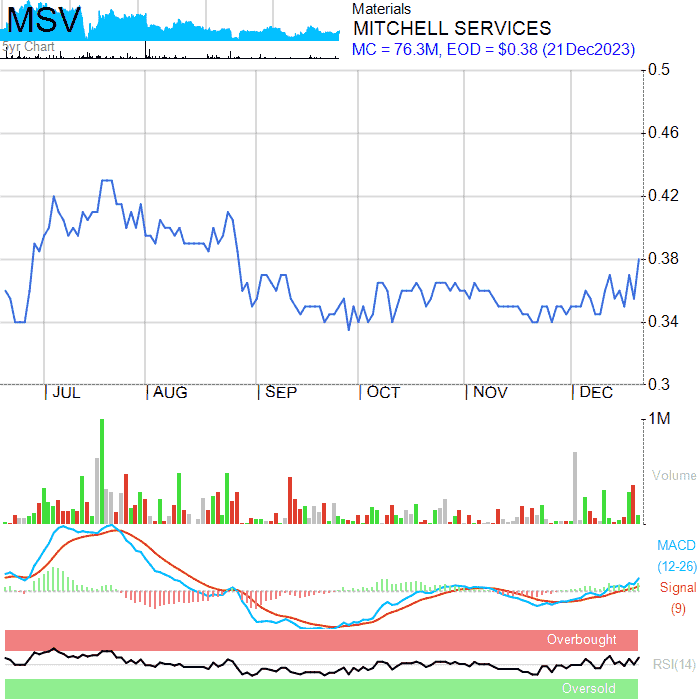 MSV
5yr Chart
Materials
MITCHELL SERVICES
MC = 76.3M, EOD = $0.38 (21Dec2023)
0.5
0.46
0.42
0.38
0.34
0.3
JUL AUG SEP OCT NOV DEC
1M
Volume
MACD
(12-26)
Signal
(9)
Overbought
RSI(14)
Oversold